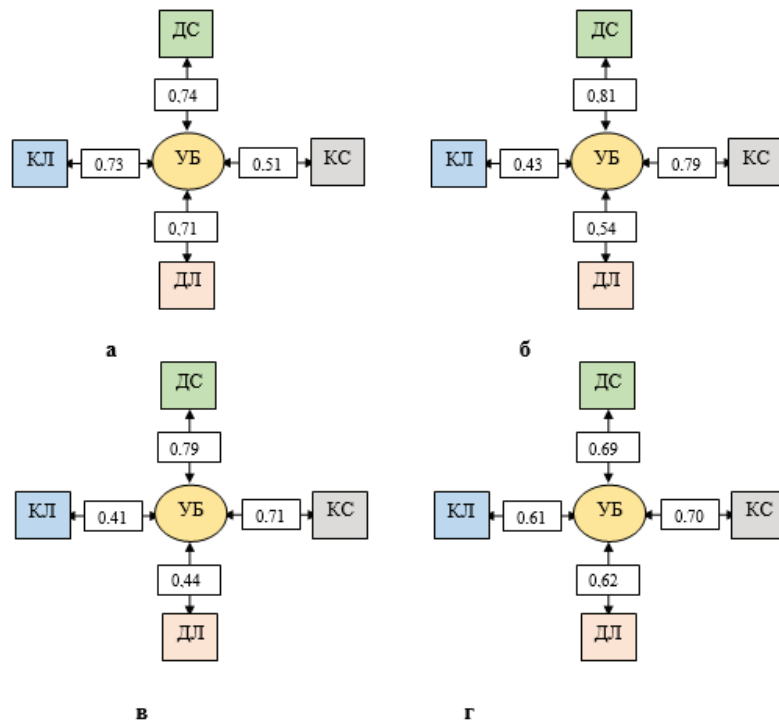 ДС
0,74
КЛ 0.73 УБ 0.51 КС
0,71
ДЛ
а
ДС
0,81
КЛ 0.43 УБ 0.79 КС
0,54
ДЛ
б
ДС
0.79
КЛ 0.41 УБ 0.71 КС
0,44
ДЛ
в
ДС
0.69
КЛ 0.61 УБ 0.70 КС
0.62
ДЛ
г